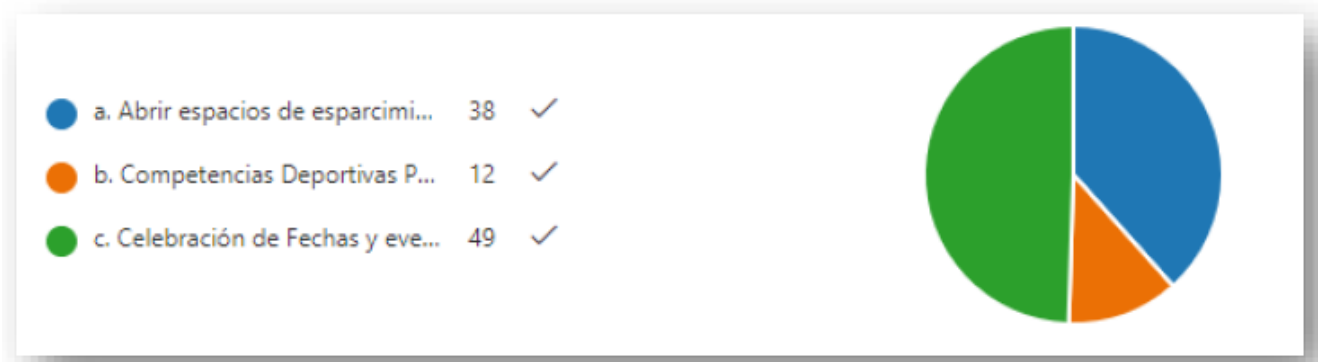 a. Abrir espacios de esparcimi... 38
b. Competencias Deportivas P... 12
c. Celebración de Fechas y eve... 49